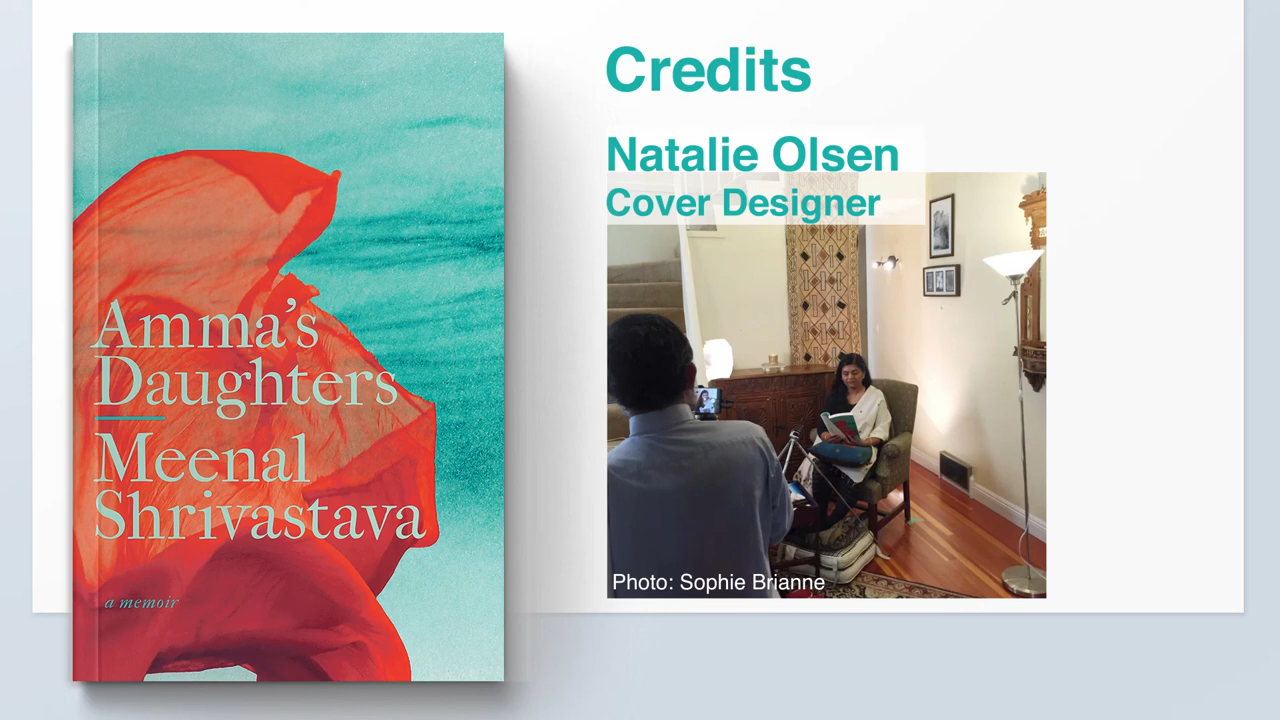 Amma's
Daughters
Meenal
Shrivastava
a memoir
Credits
Natalie Olsen
Cover Designer
Photo: Sophie Brianne